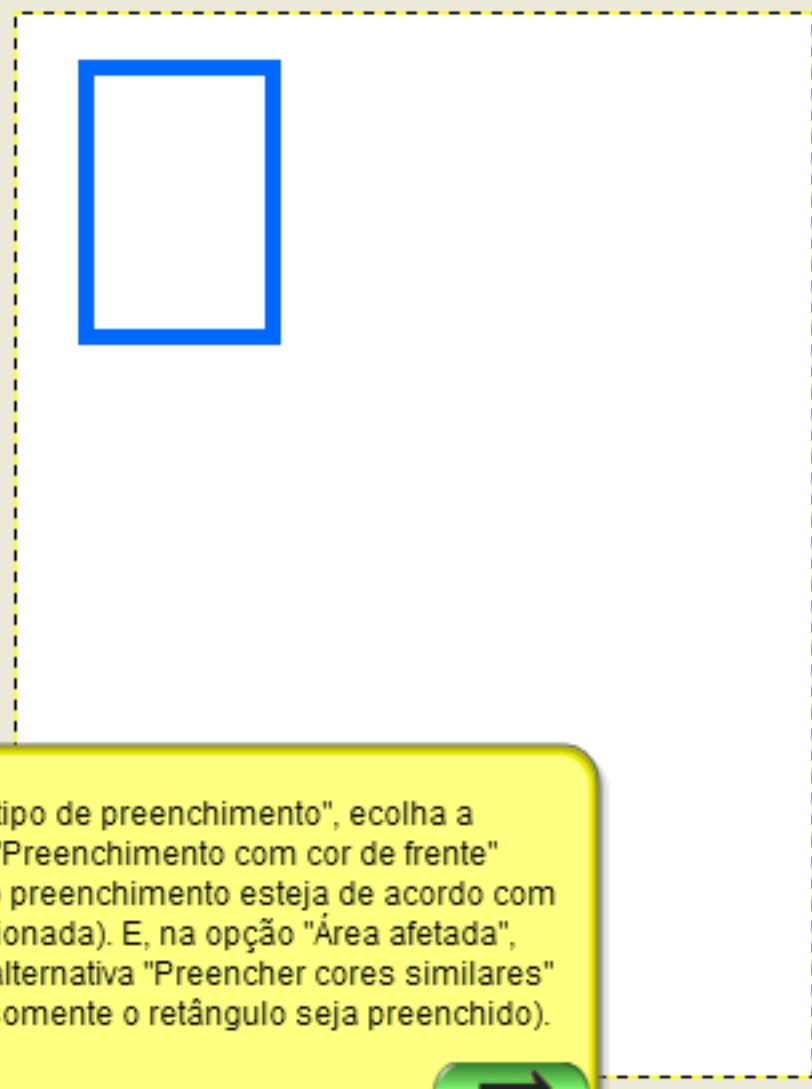 tipo de preenchimento", ecolha a
"Preenchimento com cor de frente"
preenchimento esteja de acordo com
ionada). E, na opção "Área afetada",
alternativa "Preencher cores similares"
somente o retângulo seja preenchido).